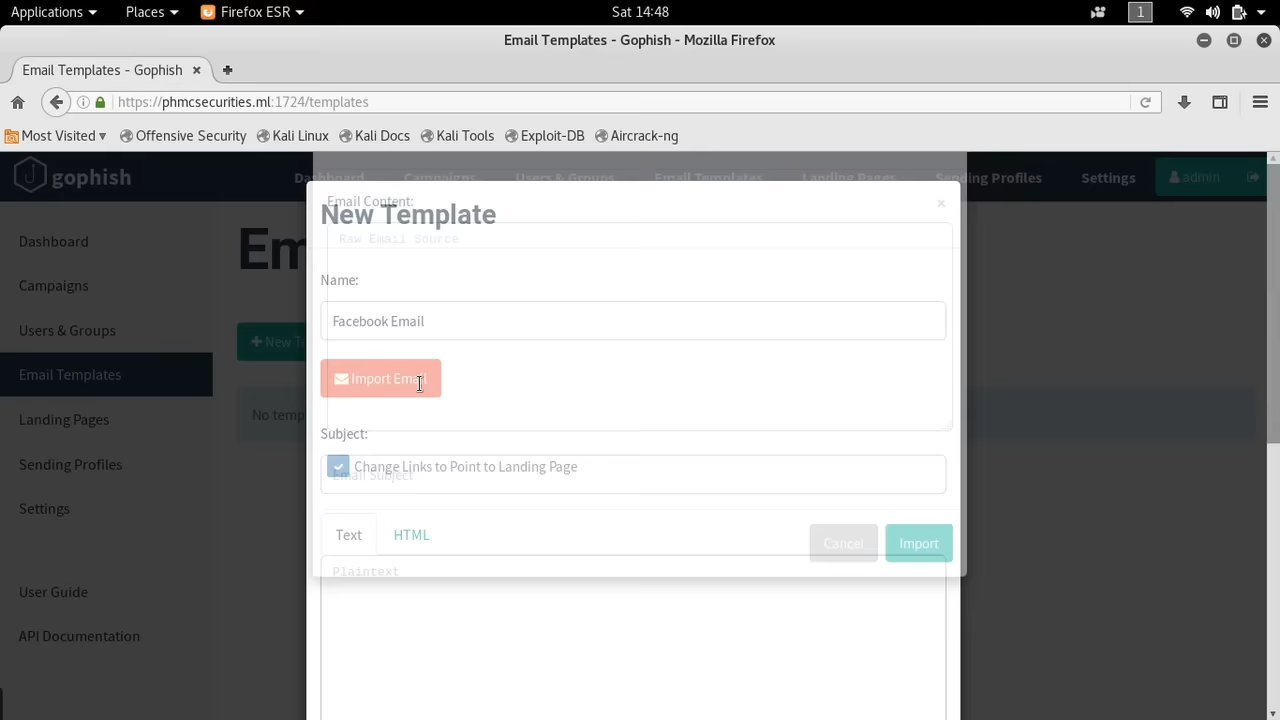 Applications Places Firefox ESR Sat 14:48 1
Email Templates - Gophish - Mozilla Firefox
Email Templates - Gophish
https://phmcsecurities.ml:1724/templates
Most Visited Offensive Security Kali Linux Kali Docs Kali Tools Exploit-DB Aircrack-ng
gophish Dashboard Campaigns Users & Groups Email Templates Landing Pages Sending Profiles Settings admin
Email Content:
New Template
Raw Email Source
Dashboard
Em
Name:
Campaigns
Facebook Email
Users & Groups
New T
Email Templates
Import Email
No temp
Landing Pages
Subject:
Sending Profiles
Change Links to Point to Landing Page
Email Subject
Settings
Text HTML
Cancel Import
Plaintext
User Guide
API Documentation